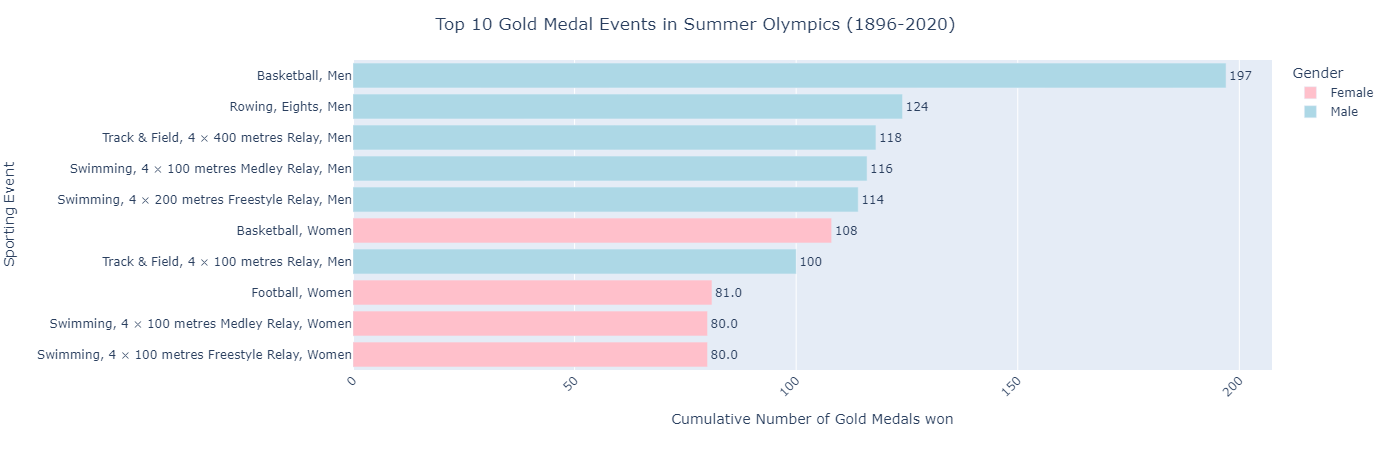 Top 10 Gold Medal Events in Summer Olympics (1896-2020)
Sporting Event
Basketball, Men 197
Rowing, Eights, Men 124
Track & Field, 4 × 400 metres Relay, Men 118
Swimming, 4 × 100 metres Medley Relay, Men 116
Swimming, 4 × 200 metres Freestyle Relay, Men 114
Basketball, Women 108
Track & Field, 4 × 100 metres Relay, Men 100
Football, Women 81.0
Swimming, 4 × 100 metres Medley Relay, Women 80.0
Swimming, 4 × 100 metres Freestyle Relay, Women 80.0
0 50 100 150 200
Cumulative Number of Gold Medals won
Gender
Female
Male